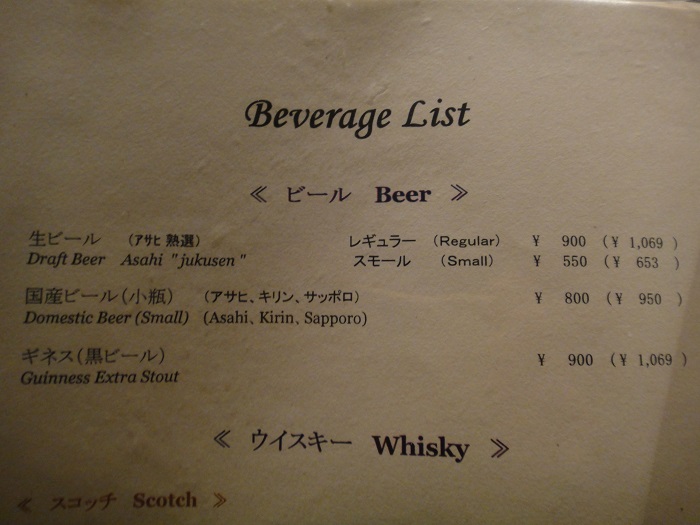 Beverage List
≪ ビール Beer ≫
生ビール (アサヒ 熟選) レギュラー (Regular) ¥ 900 (¥ 1,069 )
Draft Beer Asahi "jukusen" スモール (Small) ¥ 550 (¥ 653 )
国産ビール(小瓶) (アサヒ、キリン、サッポロ) ¥ 800 (¥ 950 )
Domestic Beer (Small) (Asahi、Kirin、Sapporo)
ギネス(黒ビール) ¥ 900 (¥ 1,069 )
Guinness Extra Stout
≪ ウイスキー Whisky ≫
≪ スコッチ Scotch ≫